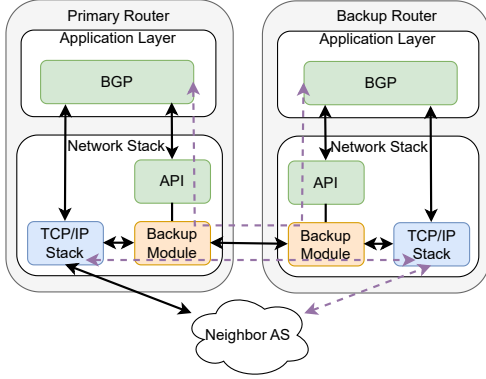 Primary Router
Application Layer
BGP
Network Stack
API
TCP/IP
Stack
Backup
Module
Backup Router
Application Layer
BGP
Network Stack
API
Backup
Module
TCP/IP
Stack
Neighbor AS